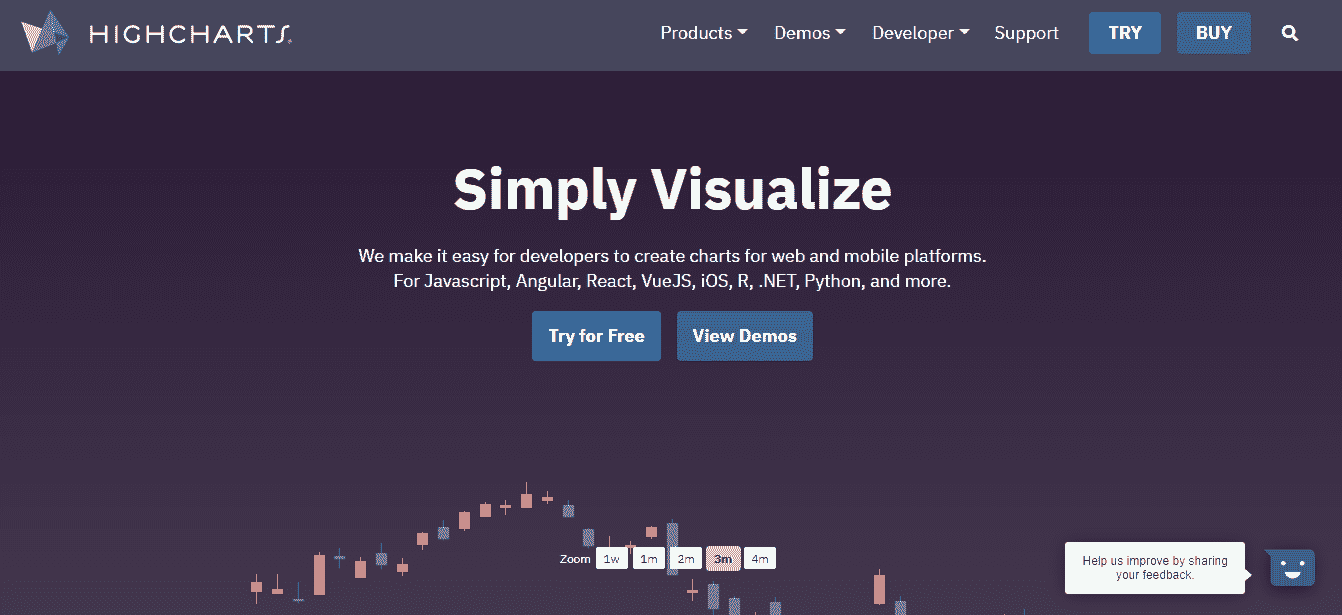 HIGHCHARTS
Products Demos Developer Support TRY BUY
Simply Visualize
We make it easy for developers to create charts for web and mobile platforms.
For Javascript, Angular, React, VueJS, iOS, R, .NET, Python, and more.
Try for Free View Demos
Zoom 1w 1m 2m 3m 4m
Help us improve by sharing
your feedback.